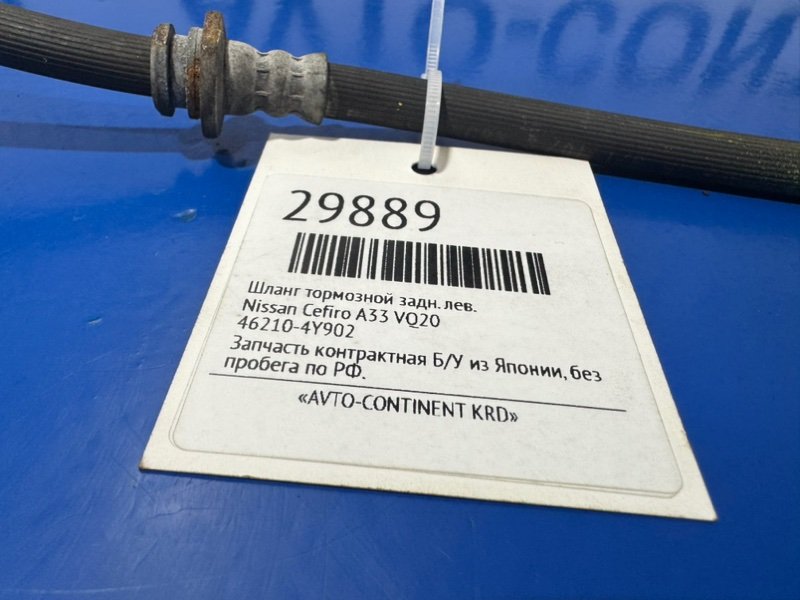 29889
Шланг тормозной задн. лев.
Nissan Cefiro A33 VQ20
46210-4Y902
Запчасть контрактная Б/У из Японии, без
пробега по РФ.
«AVTO-CONTINENT KRD»